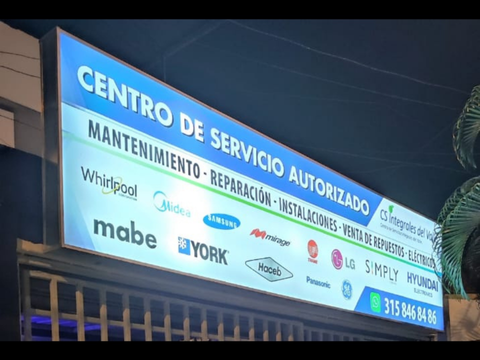 CENTRO DE SERVICIO AUTORIZADO
MANTENIMIENTO - REPARACIÓN - INSTALACIONES - VENTA DE REPUESTOS - ELÉCTRICOS
CS Integrales del
Whirlpool
Midea
SAMSUNG
mirage
LG
SIMPLY
HYUNDAI
mabe
YORK
Haceb
Panasonic
315 846 84 86